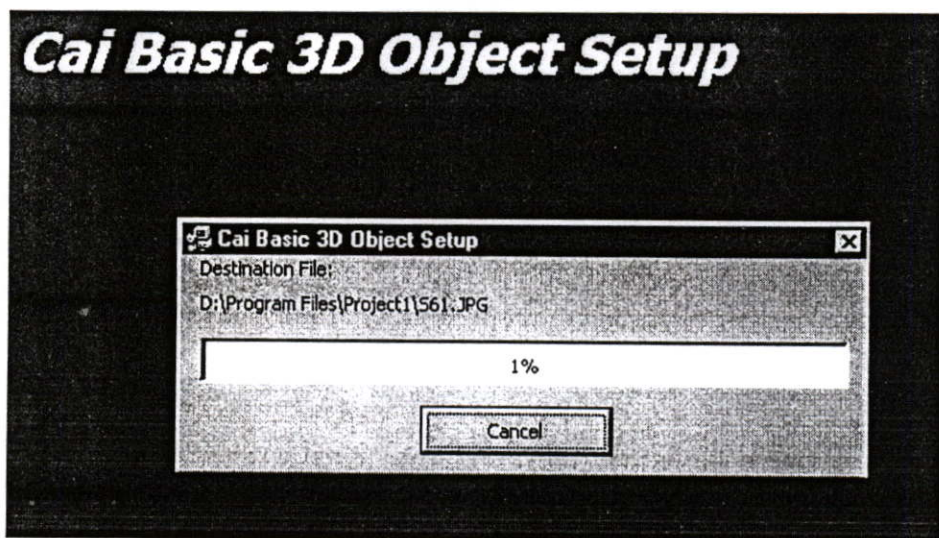 Cai Basic 3D Object Setup
Cai Basic 3D Object Setup
Destination File:
D:\Program Files\Project1\S61.JPG
1%
Cancel